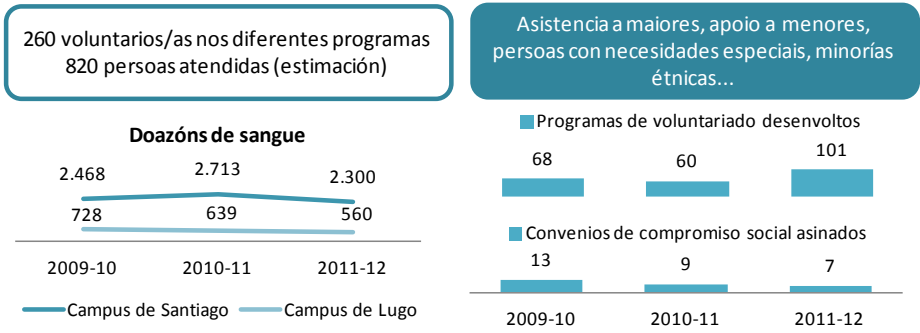 260 voluntarios/as nos diferentes programas
820 persoas atendidas (estimación)
Doazóns de sangue
2.468
2.713
2.300
728
639
560
2009-10
2010-11
2011-12
Campus de Santiago
Campus de Lugo
Asistencia a maiores, apoio a menores,
persoas con necesidades especiais, minorías
étnicas...
Programas de voluntariado desenvoltos
68
60
101
Convenios de compromiso social asinados
13
9
7
2009-10
2010-11
2011-12